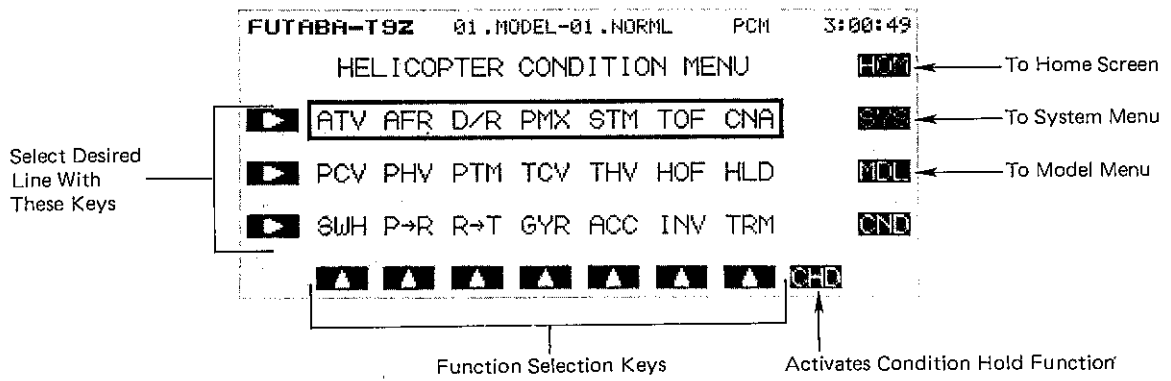 FUTABA-T9Z 01.MODEL-01.NORML PCM 3:00:49
HELICOPTER CONDITION MENU
HOM
To Home Screen
ATV AFR D/R PMX STM TOF CNA
SYS
To System Menu
Select Desired
Line With
These Keys
PCV PHV PTM TCV THV HOF HLD
MDL
To Model Menu
SWH P→R R→T GYR ACC INV TRM
CND
CHD
Function Selection Keys
Activates Condition Hold Function